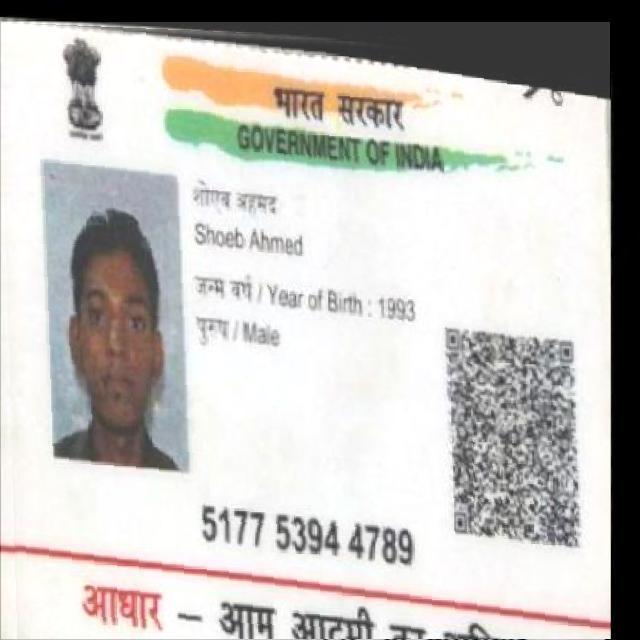 भारत सरकार
GOVERNMENT OF INDIA
शोएब अहमद
Shoeb Ahmed
जन्म वर्ष / Year of Birth : 1993
पुरुष / Male
5177 5394 4789
आधार – आम आदमी का